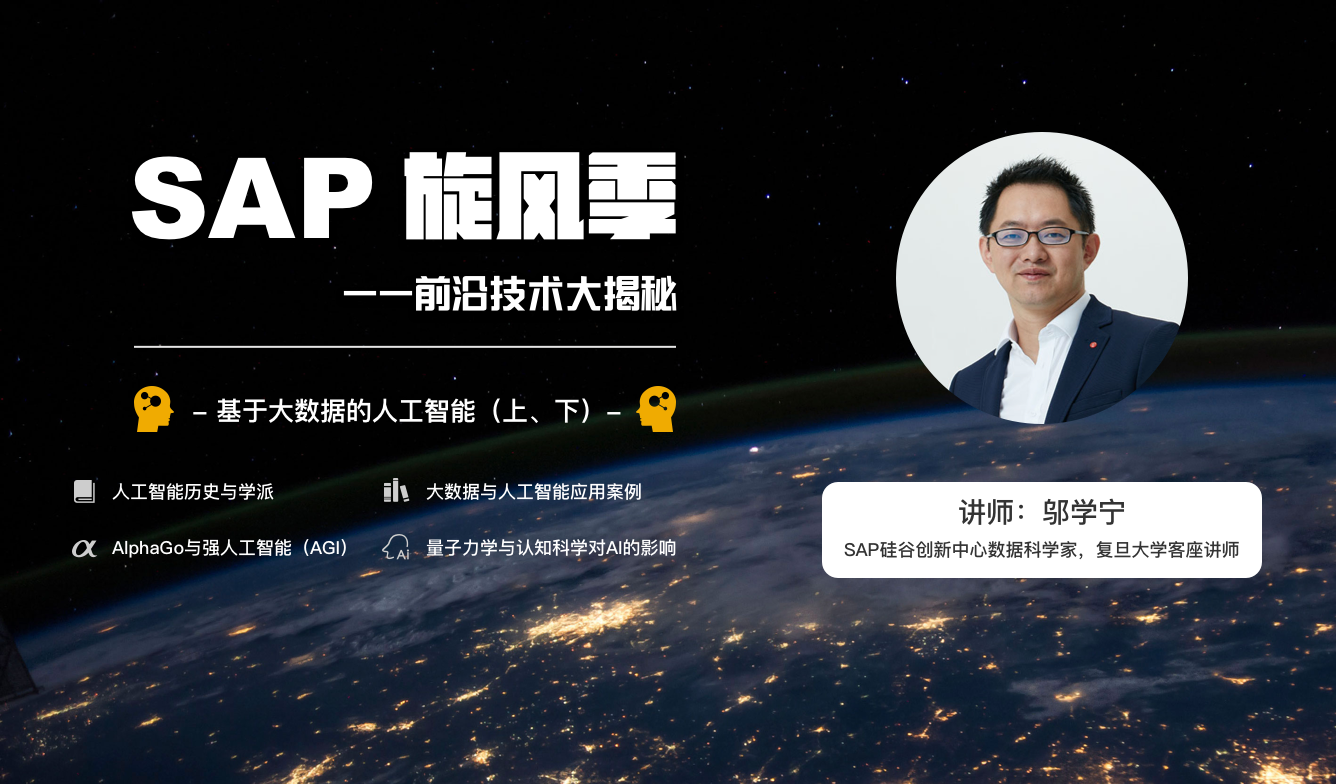 SAP 旋风季
——前沿技术大揭秘
– 基于大数据的人工智能（上、下）–
人工智能历史与学派
大数据与人工智能应用案例
AlphaGo与强人工智能（AGI）
Ai
量子力学与认知科学对AI的影响
讲师：邬学宁
SAP硅谷创新中心数据科学家，复旦大学客座讲师